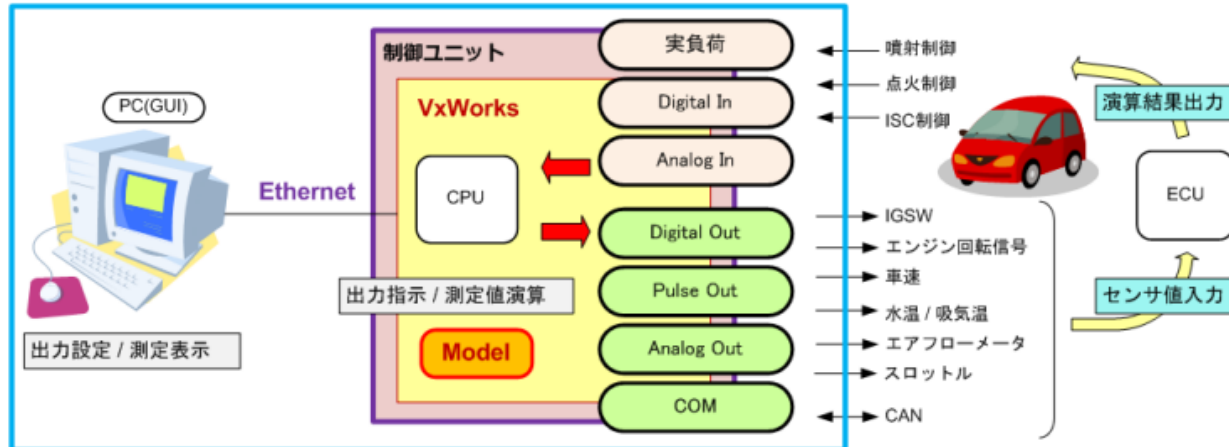 制御ユニット
実負荷
噴射制御
点火制御
ISC制御
演算結果出力
PC(GUI)
VxWorks
Digital In
Analog In
Ethernet
CPU
ECU
Digital Out
IGSW
エンジン回転信号
Pulse Out
車速
出力指示 / 測定値演算
センサ値入力
水温 / 吸気温
出力設定 / 測定表示
Model
Analog Out
エアフローメータ
スロットル
COM
CAN